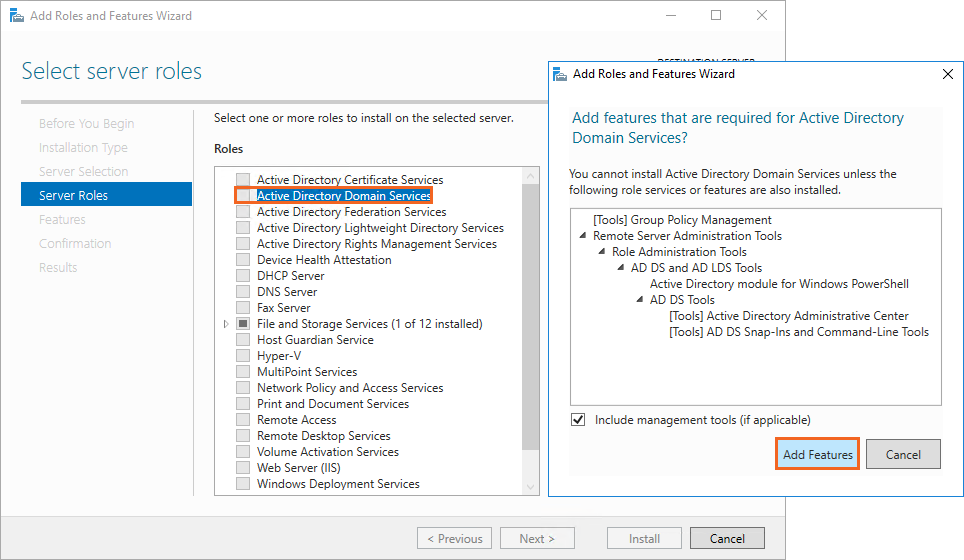 Add Roles and Features Wizard
Select server roles
DESTINATION SERVER
Before You Begin
Installation Type
Server Selection
Server Roles
Features
Confirmation
Results
Select one or more roles to install on the selected server.
Roles
Active Directory Certificate Services
Active Directory Domain Services
Active Directory Federation Services
Active Directory Lightweight Directory Services
Active Directory Rights Management Services
Device Health Attestation
DHCP Server
DNS Server
Fax Server
File and Storage Services (1 of 12 installed)
Host Guardian Service
Hyper-V
MultiPoint Services
Network Policy and Access Services
Print and Document Services
Remote Access
Remote Desktop Services
Volume Activation Services
Web Server (IIS)
Windows Deployment Services
< Previous
Next >
Install
Cancel
Add Roles and Features Wizard
Add features that are required for Active Directory
Domain Services?
You cannot install Active Directory Domain Services unless the
following role services or features are also installed.
[Tools] Group Policy Management
Remote Server Administration Tools
Role Administration Tools
AD DS and AD LDS Tools
Active Directory module for Windows PowerShell
AD DS Tools
[Tools] Active Directory Administrative Center
[Tools] AD DS Snap-Ins and Command-Line Tools
Include management tools (if applicable)
Add Features
Cancel